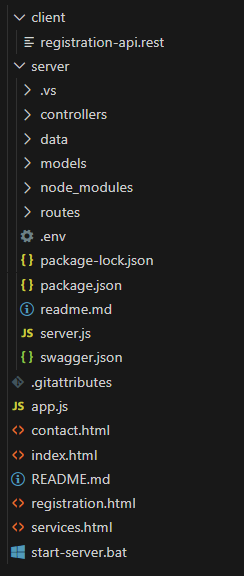 client
registration-api.rest
server
.vs
controllers
data
models
node_modules
routes
.env
package-lock.json
package.json
readme.md
server.js
swagger.json
.gitattributes
JS app.js
contact.html
index.html
README.md
registration.html
services.html
start-server.bat